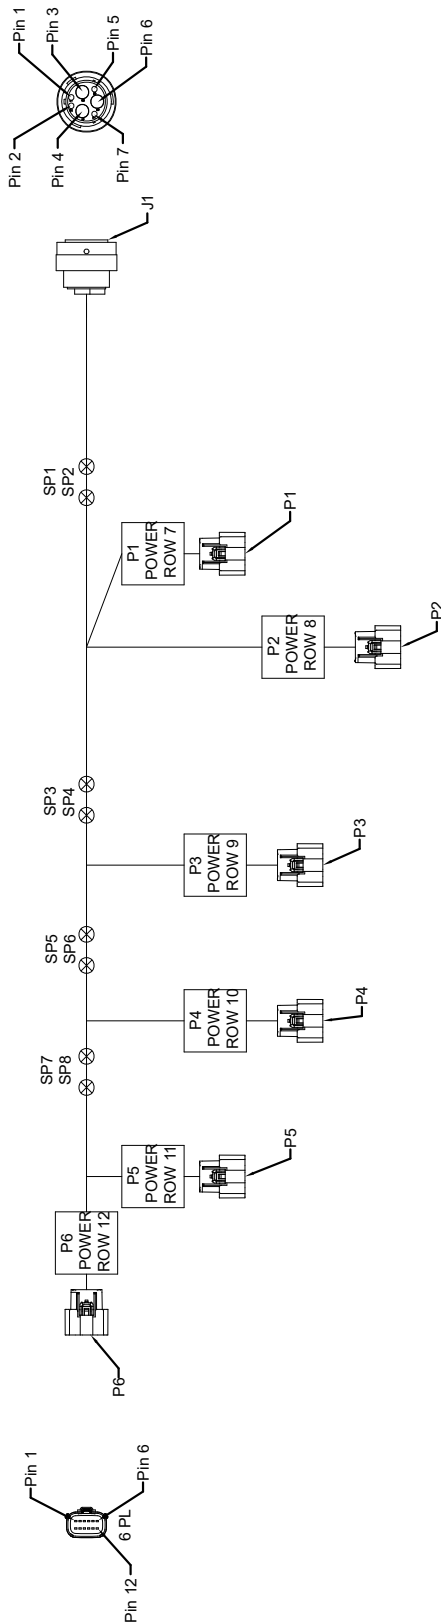 Pin 1
Pin 3
Pin 5
Pin 6
Pin 2
Pin 4
Pin 7
J1
SP1
SP2
P1
POWER
ROW 7
P1
P2
POWER
ROW 8
P2
SP3
SP4
P3
POWER
ROW 9
P3
SP5
SP6
P4
POWER
ROW 10
P4
SP7
SP8
P5
POWER
ROW 11
P5
P6
POWER
ROW 12
P6
Pin 1
Pin 6
6 PL
Pin 12